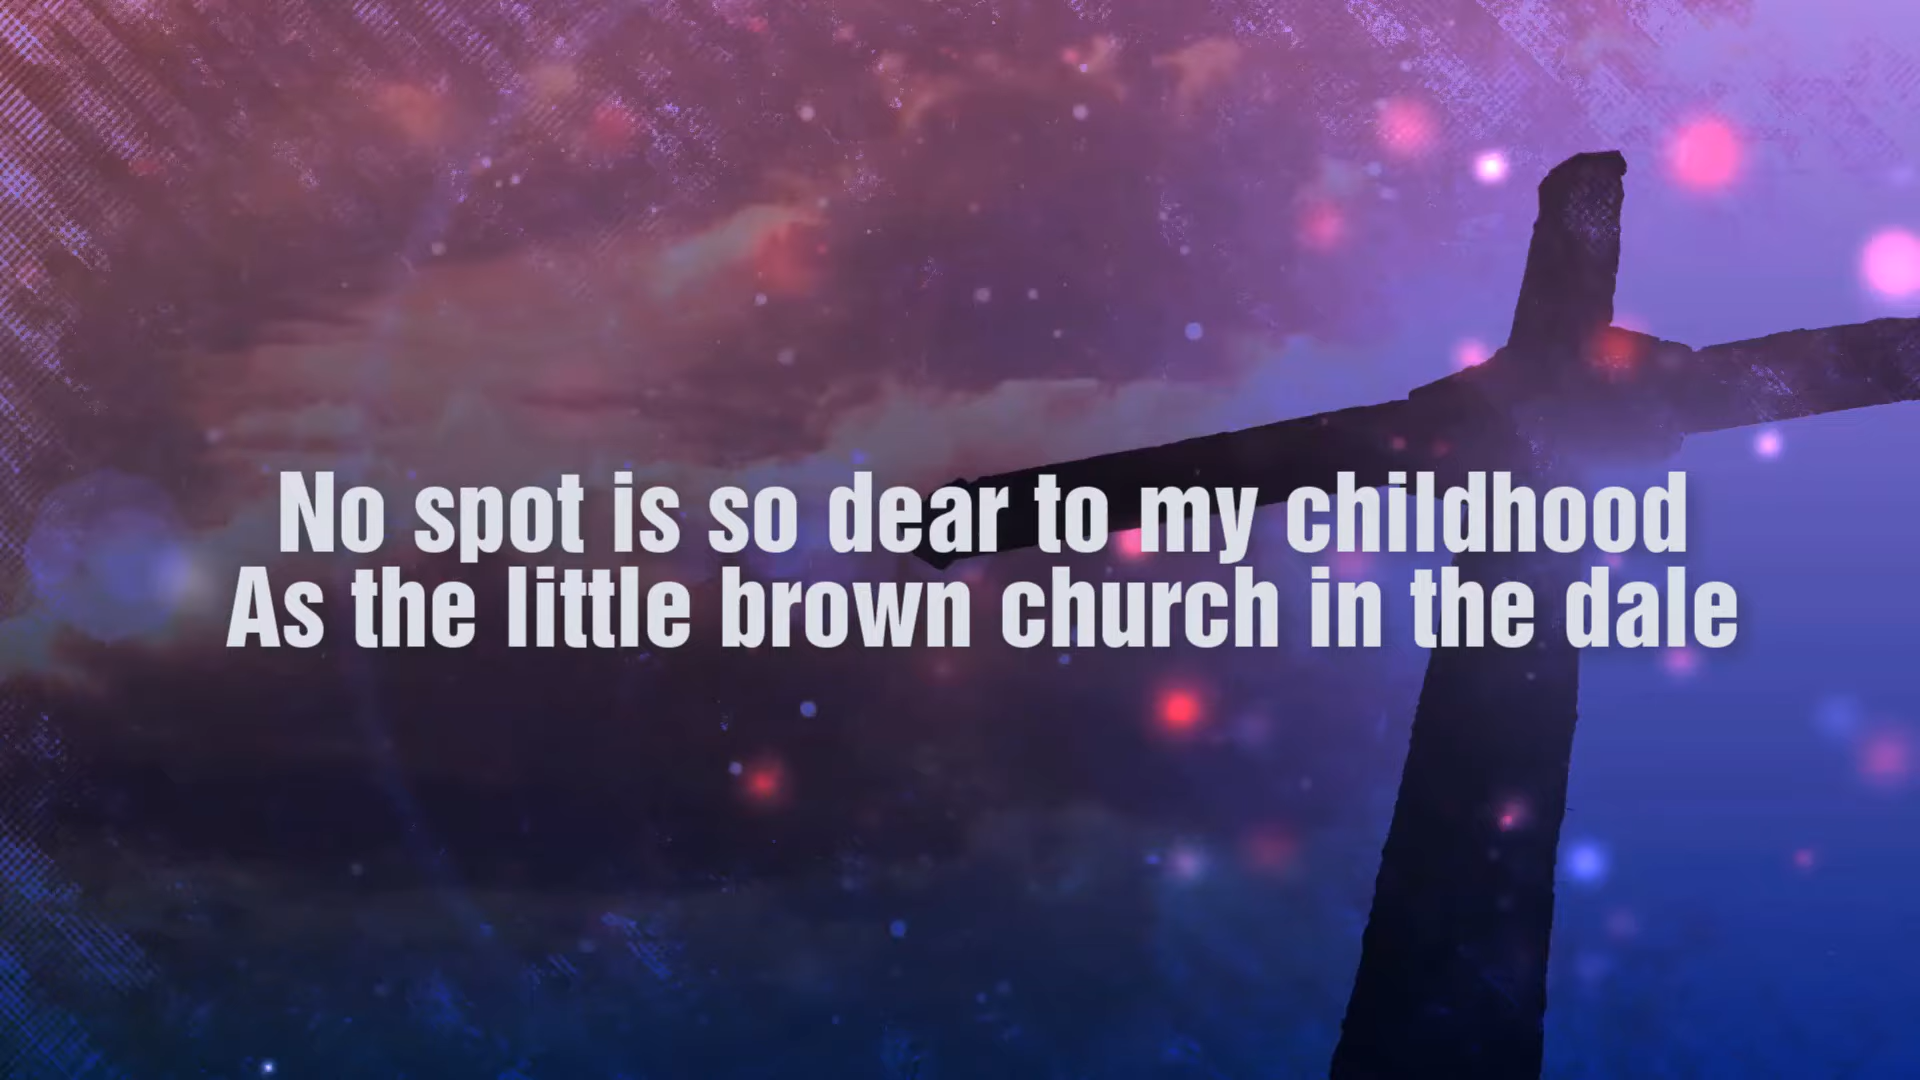 No spot is so dear to my childhood
As the little brown church in the dale